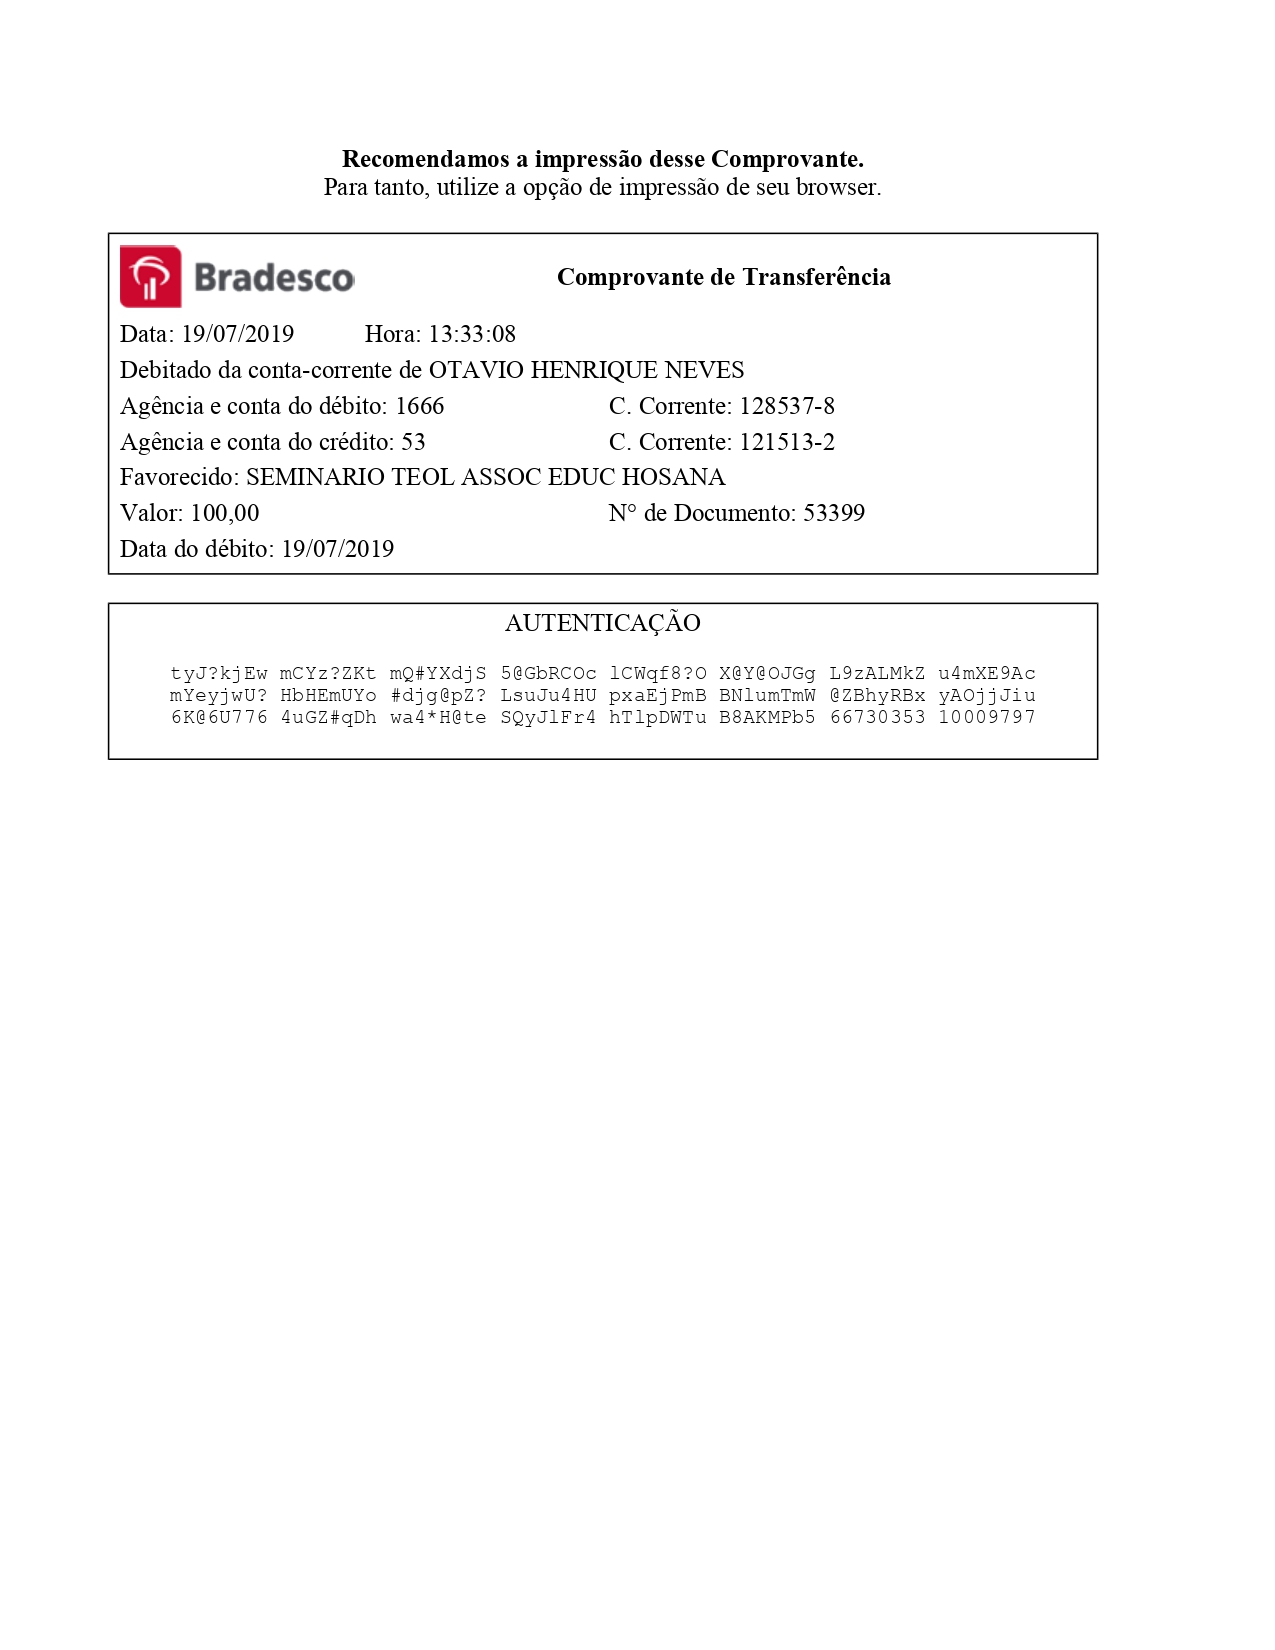 Recomendamos a impressão desse Comprovante.
Para tanto, utilize a opção de impressão de seu browser.
Bradesco
Comprovante de Transferência
Data: 19/07/2019 Hora: 13:33:08
Debitado da conta-corrente de OTAVIO HENRIQUE NEVES
Agência e conta do débito: 1666 C. Corrente: 128537-8
Agência e conta do crédito: 53 C. Corrente: 121513-2
Favorecido: SEMINARIO TEOL ASSOC EDUC HOSANA
Valor: 100,00 N° de Documento: 53399
Data do débito: 19/07/2019
AUTENTICAÇÃO
tyJ?kjEw mCYz?ZKt mQ#YXdjS 5@GbRCOc lCWqf8?O X@Y@OJGg L9zALMkZ u4mXE9Ac
mYeyjwU? HbHEmUYo #djg@pZ? LsuJu4HU pxaEjPmB BNlumTmW @ZBhyRBx yAOjjJiu
6K@6U776 4uGZ#qDh wa4*H@te SQyJlFr4 hTlpDWTu B8AKMPb5 66730353 10009797